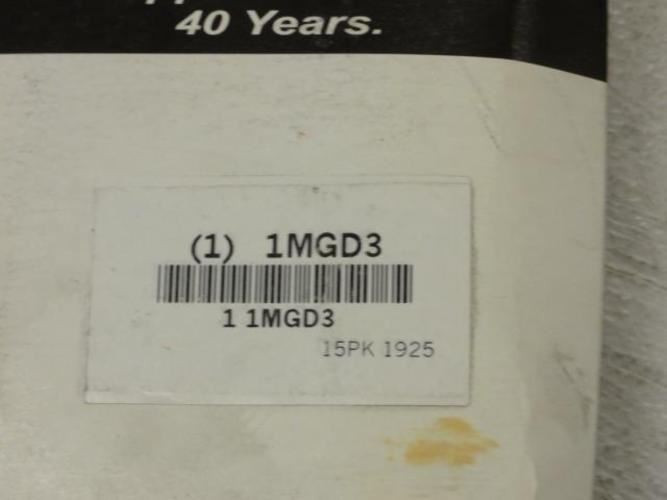 40 Years.
(1) 1MGD3
1 1MGD3
15PK 1925